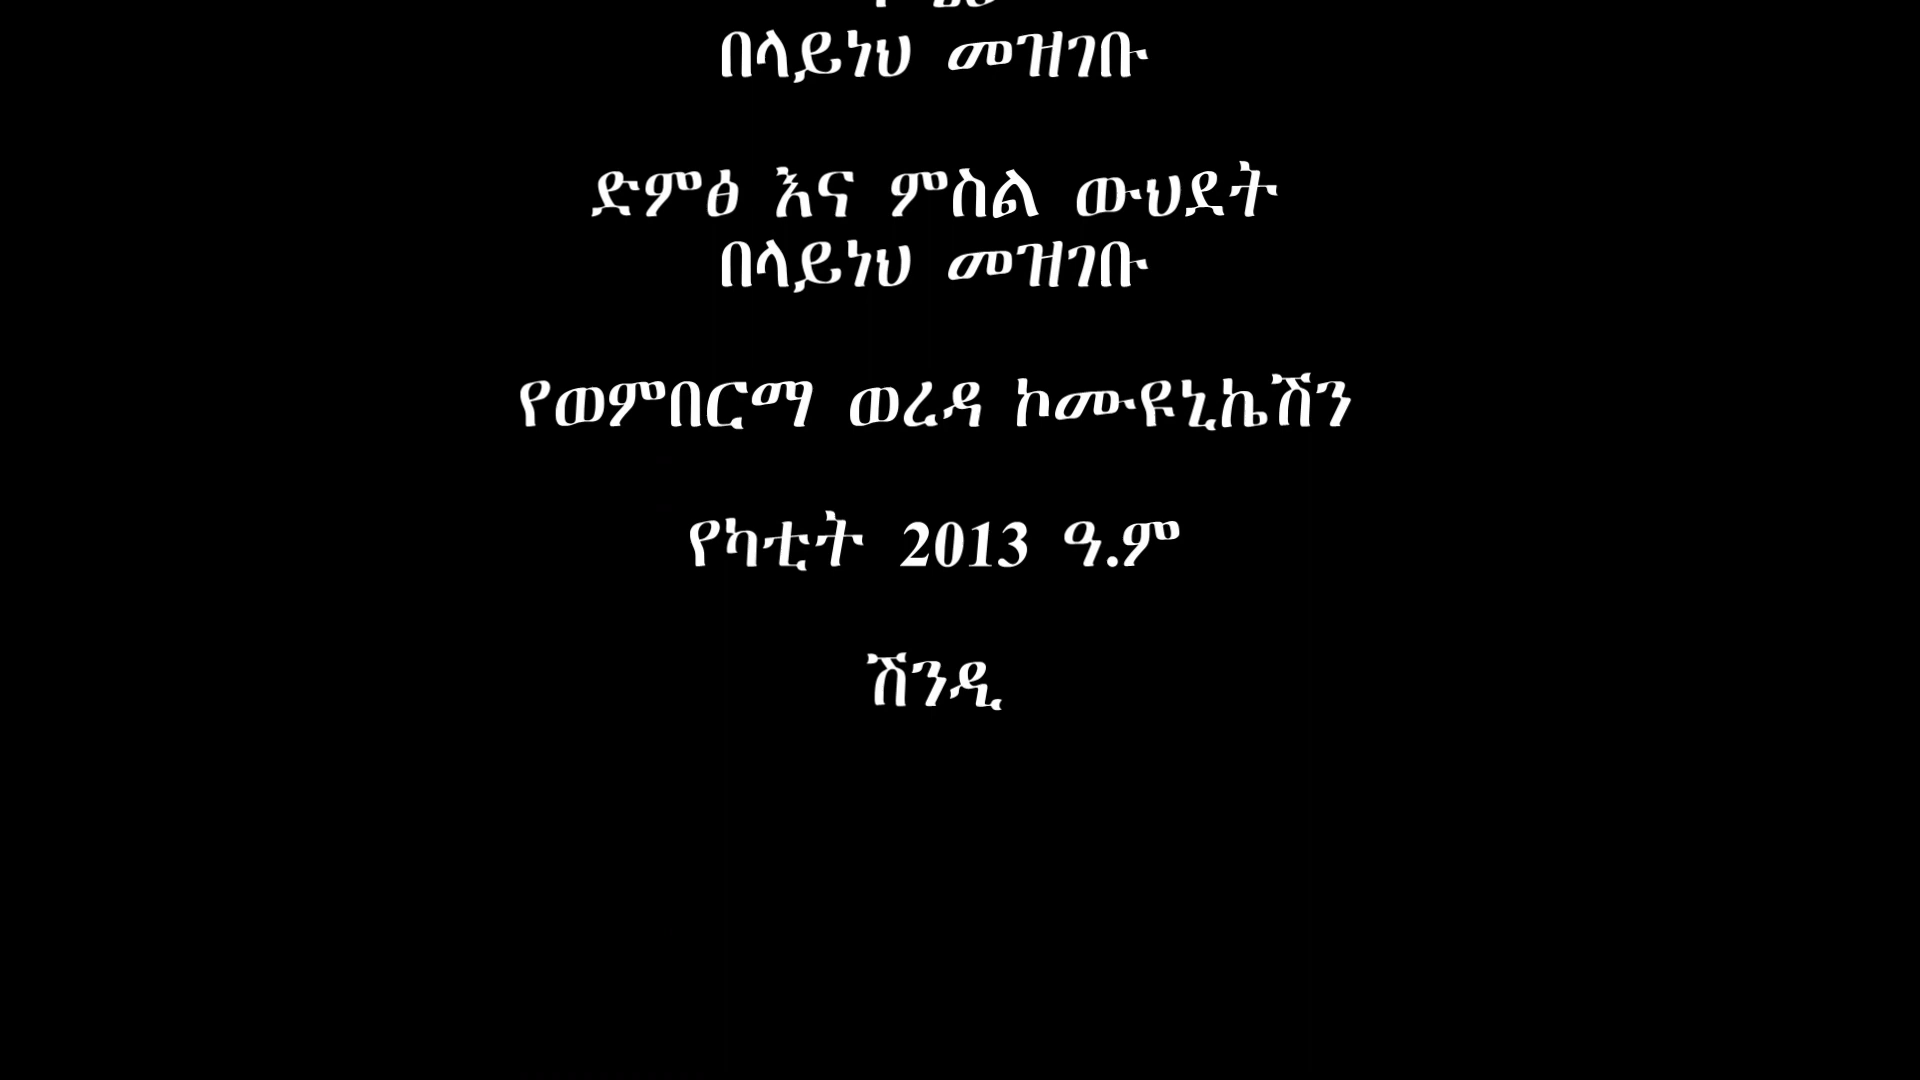 በላይነህ መዝገቡ
ድምፅ እና ምስል ውህደት
በላይነህ መዝገቡ
የወምበርማ ወረዳ ኮሙዩኒኬሽን
የካቲት 2013 ዓ.ም
ሽንዲ